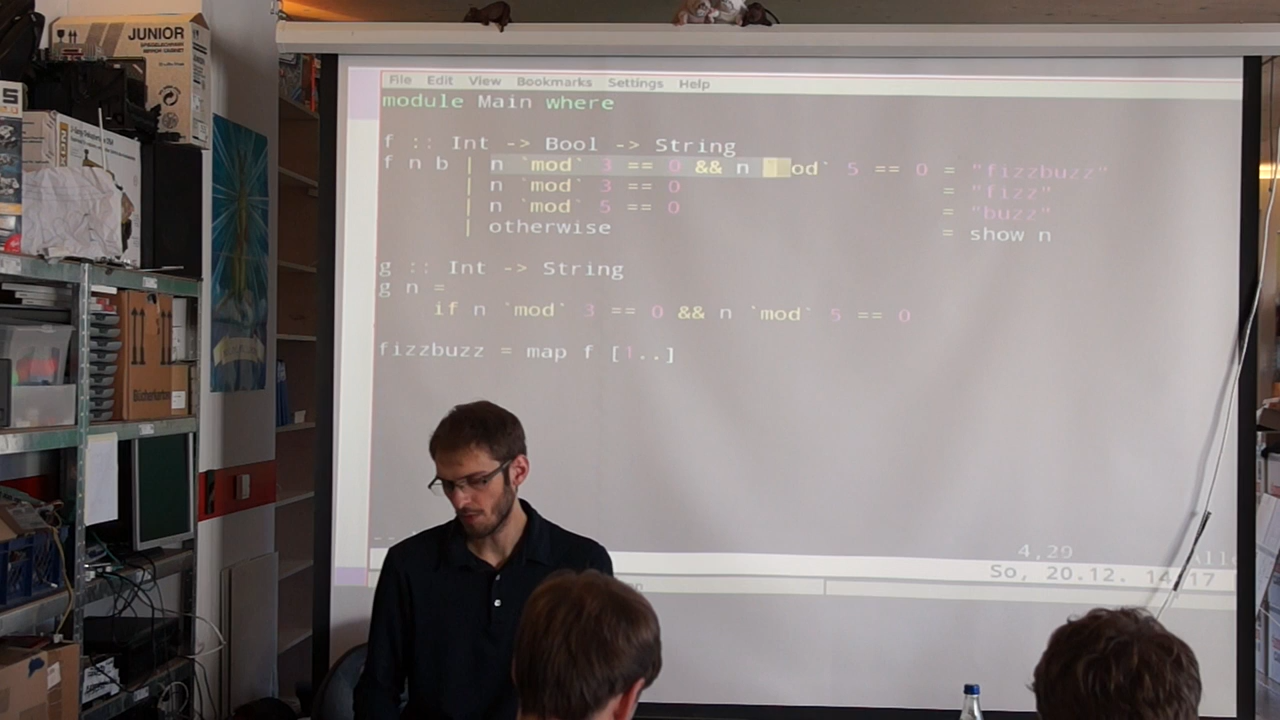 JUNIOR
File Edit View Bookmarks Settings Help
module Main where
f :: Int -> Bool -> String
f n b | n `mod` 3 == 0 && n `mod` 5 == 0 = "fizzbuzz"
| n `mod` 3 == 0 = "fizz"
| n `mod` 5 == 0 = "buzz"
| otherwise = show n
g :: Int -> String
g n =
if n `mod` 3 == 0 && n `mod` 5 == 0
fizzbuzz = map f [1..]
--
4,29 Alle
So, 20.12. 14:17
Bücherkarton